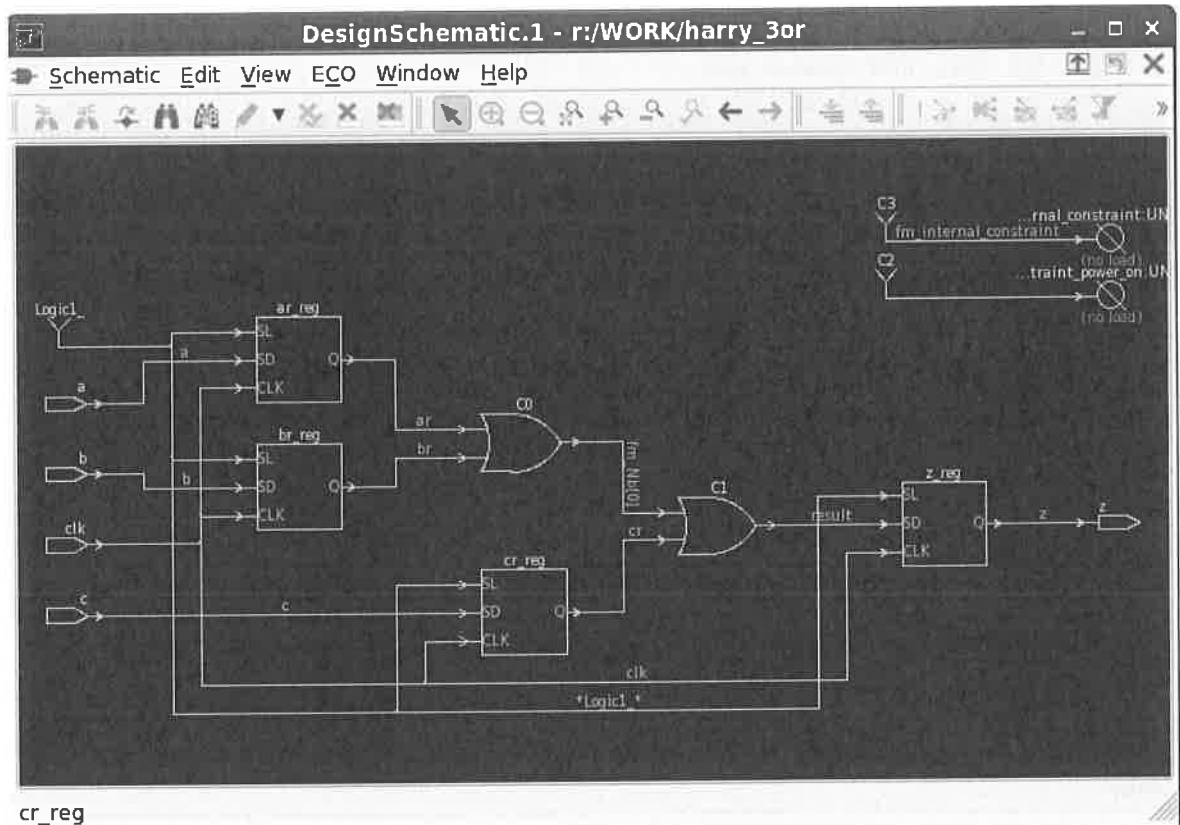 DesignSchematic.1 - r:/WORK/harry_3or
Schematic Edit View ECO Window Help
C3
...rnal_constraint:UN
fm_internal_constraint
(no load)
C2
...traint_power_on:UN
(no load)
Logic1_
ar_reg
SL
a
SD
Q
CLK
a
C0
ar
br_reg
br
b
SL
fm_Nb[0]
b
SD
Q
z_reg
C1
CLK
SL
clk
result
SD
Q
z
z
cr
CLK
cr_reg
SL
c
c
SD
Q
CLK
clk
*Logic1_*
cr_reg